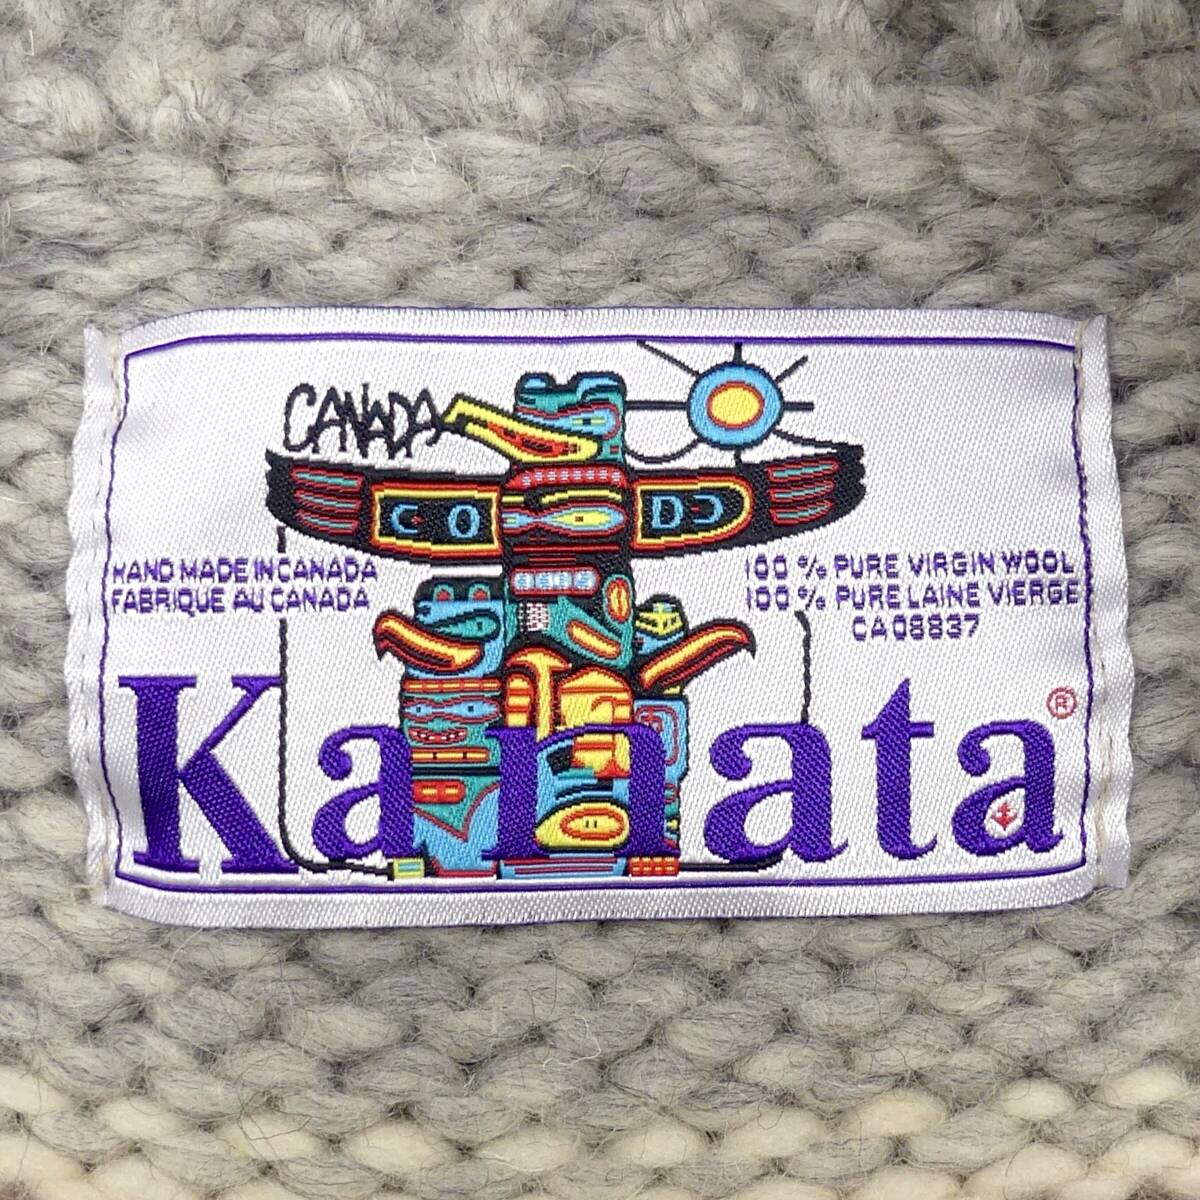 CANADA
HAND MADE IN CANADA
FABRIQUE AU CANADA
100 % PURE VIRGIN WOOL
100 % PURE LAINE VIERGE
CA 08837
Kanata ®